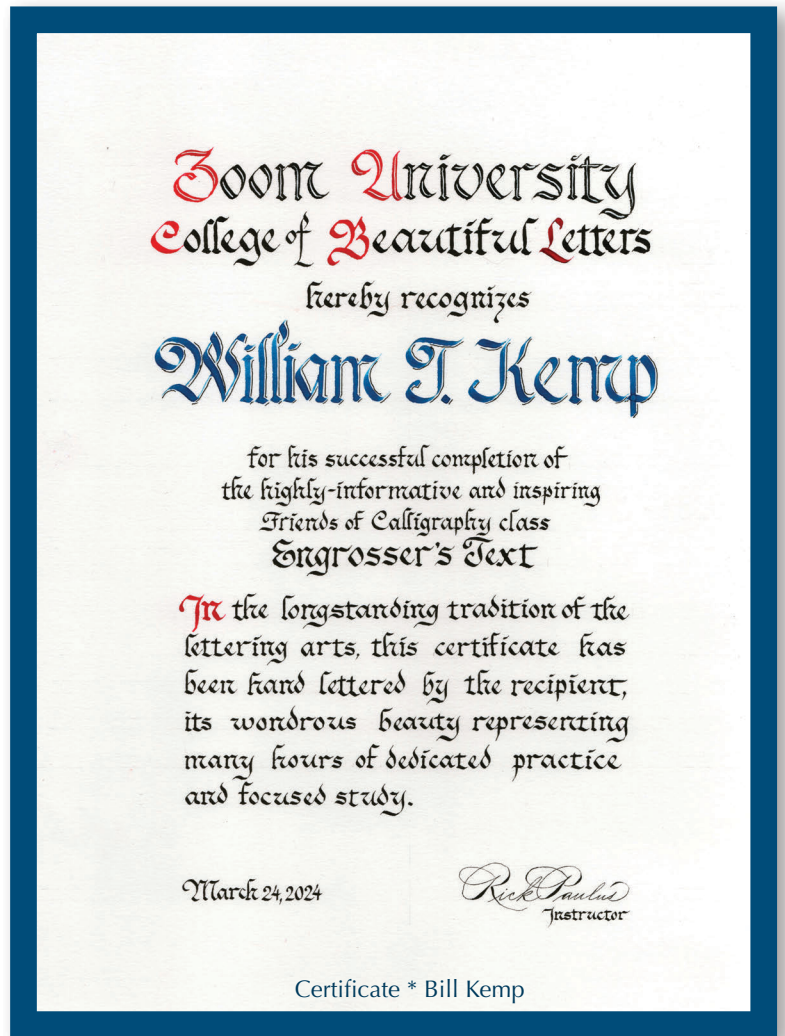 Zoom University
College of Beautiful Letters
hereby recognizes
William T. Kemp
for his successful completion of
the highly-informative and inspiring
Friends of Calligraphy class
Engrosser's Text
In the longstanding tradition of the
lettering arts, this certificate has
been hand lettered by the recipient,
its wondrous beauty representing
many hours of dedicated practice
and focused study.
March 24, 2024
Rick Paulus
Instructor
Certificate * Bill Kemp